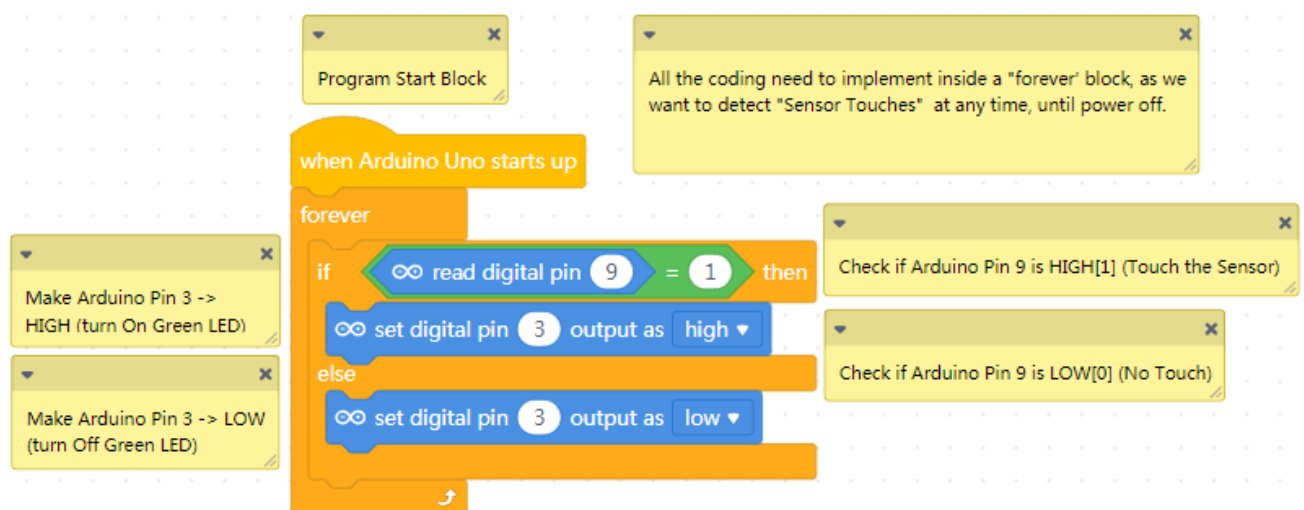 Program Start Block
All the coding need to implement inside a "forever' block, as we
want to detect "Sensor Touches"  at any time, until power off.
when Arduino Uno starts up
forever
if read digital pin 9 = 1 then
Check if Arduino Pin 9 is HIGH[1] (Touch the Sensor)
Make Arduino Pin 3 ->
HIGH (turn On Green LED)
set digital pin 3 output as high
else
Check if Arduino Pin 9 is LOW[0] (No Touch)
Make Arduino Pin 3 -> LOW
(turn Off Green LED)
set digital pin 3 output as low